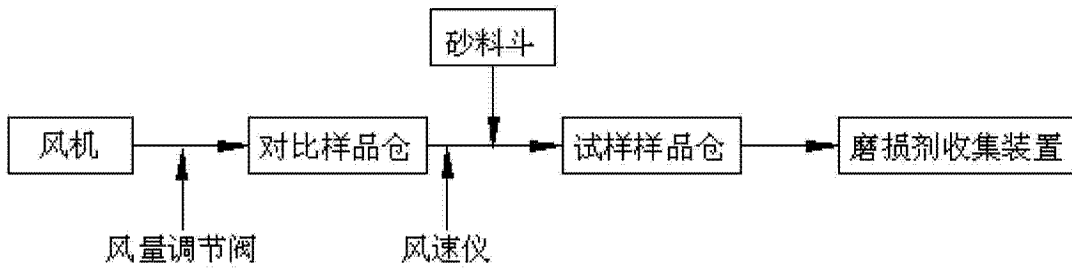 砂料斗
风机
对比样品仓
试样样品仓
磨损剂收集装置
风量调节阀
风速仪